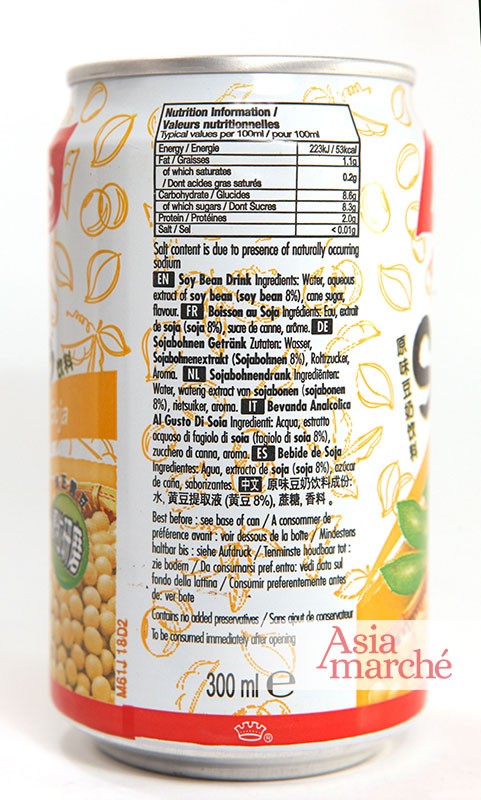 Nutrition Information /
Valeurs nutritionnelles
Typical values per 100ml / pour 100ml
Energy / Energie 223kJ / 53kcal
Fat / Graisses 1.1g
of which saturates
/ Dont acides gras saturés 0.2g
Carbohydrate / Glucides 8.6g
of which sugars / Dont Sucres 8.3g
Protein / Protéines 2.0g
Salt / Sel < 0.01g
Salt content is due to presence of naturally occurring
sodium
EN Soy Bean Drink Ingredients: Water, aqueous
extract of soy bean (soy bean 8%), cane sugar,
flavour. FR Boisson au Soja Ingrédients: Eau, extrait
de soja (soja 8%), sucre de canne, arôme. DE
Sojabohnen Getränk Zutaten: Wasser,
Sojabohnenextrakt (Sojabohnen 8%), Rohrzucker,
Aroma. NL Sojabohnendrank Ingrediënten:
Water, waterig extract van sojabonen (sojabonen
8%), rietsuiker, aroma. IT Bevanda Analcolica
Al Gusto Di Soia Ingredienti: Acqua, estratto
acquoso di fagiolo di soia (fagiolo di soia 8%),
zucchero di canna, aroma. ES Bebida de Soja
Ingredientes: Agua, extracto de soja (soja 8%), azúcar
de caña, saborizantes. 中文 原味豆奶饮料成份:
水, 黄豆提取液 (黄豆 8%), 蔗糖, 香料 。
Best before : see base of can / A consommer de
préférence avant : voir dessous de la boîte / Mindestens
haltbar bis : siehe Aufdruck / Tenminste houdbaar tot :
zie bodem / Da consumarsi pref.entro: vedi data sul
fondo della lattina / Consumir preferentemente antes
de: ver bote
Contains no added preservatives / Sans ajout de conservateur
To be consumed immediately after opening
300 ml e
M61J 18D2
原味豆奶饮料
Asia
marché